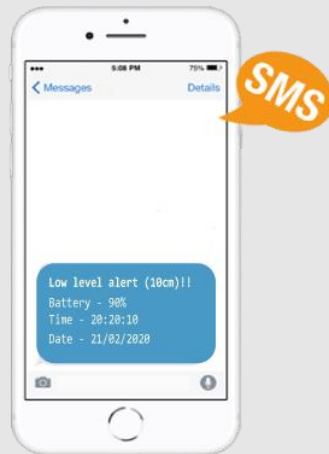 5:08 PM
75%
Messages
Details
SMS
Low level alert (10cm)!!
Battery - 90%
Time - 20:20:10
Date - 21/02/2020